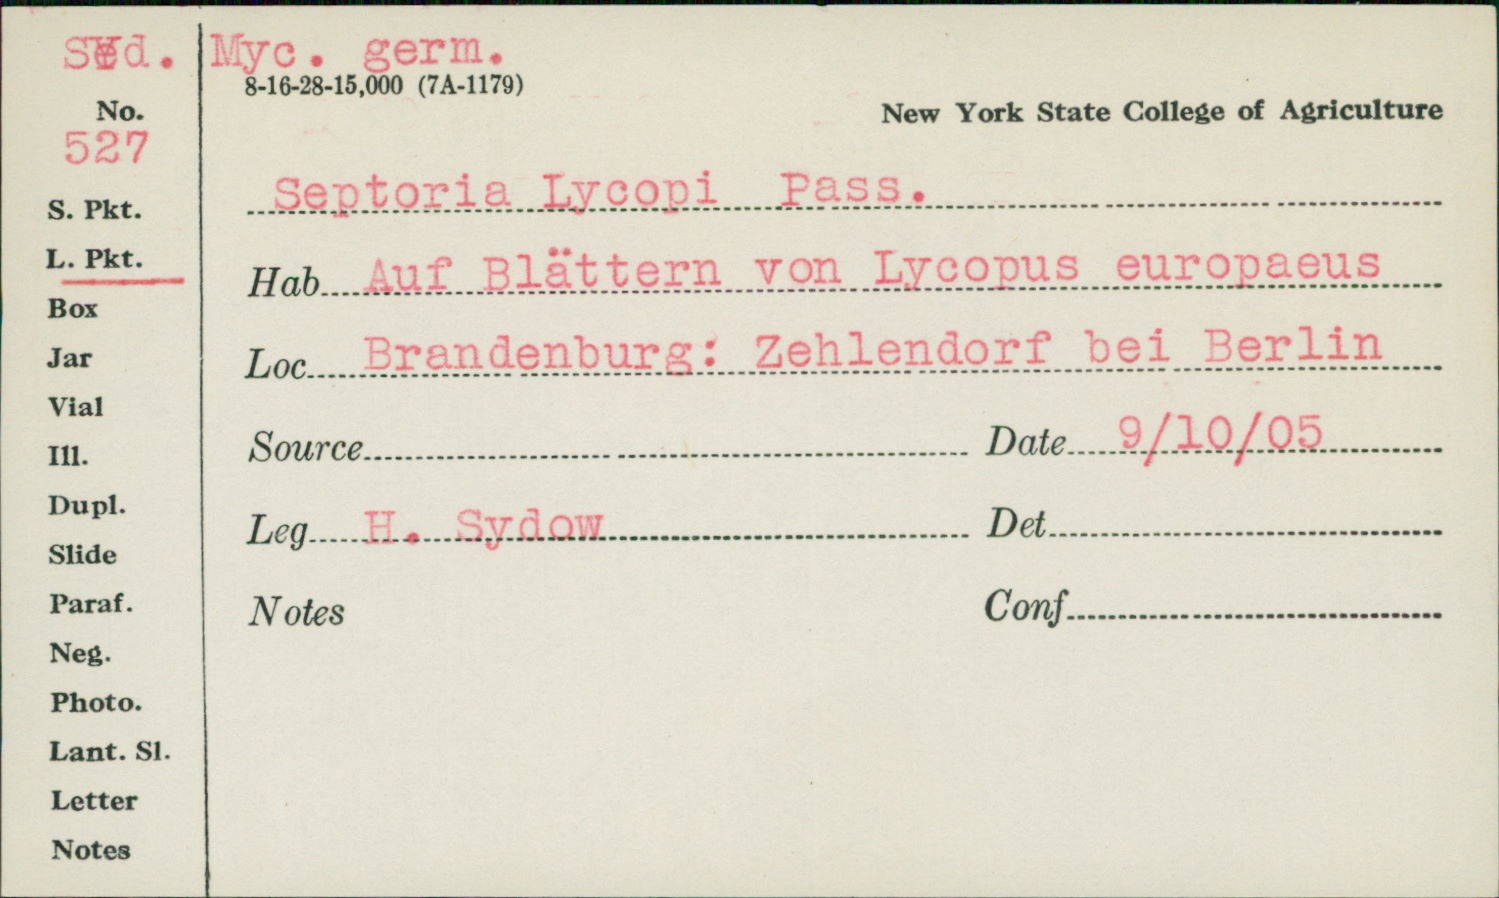 Syd. Myc. germ.
8-16-28-15,000 (7A-1179)
No.
527
New York State College of Agriculture
S. Pkt.
L. Pkt.
Box
Jar
Vial
Ill.
Dupl.
Slide
Paraf.
Neg.
Photo.
Lant. Sl.
Letter
Notes
Septoria Lycopi Pass.
Hab. Auf Blättern von Lycopus europaeus
Loc. Brandenburg: Zehlendorf bei Berlin
Source Date 9/10/05
Leg. H. Sydow Det.
Notes Conf.